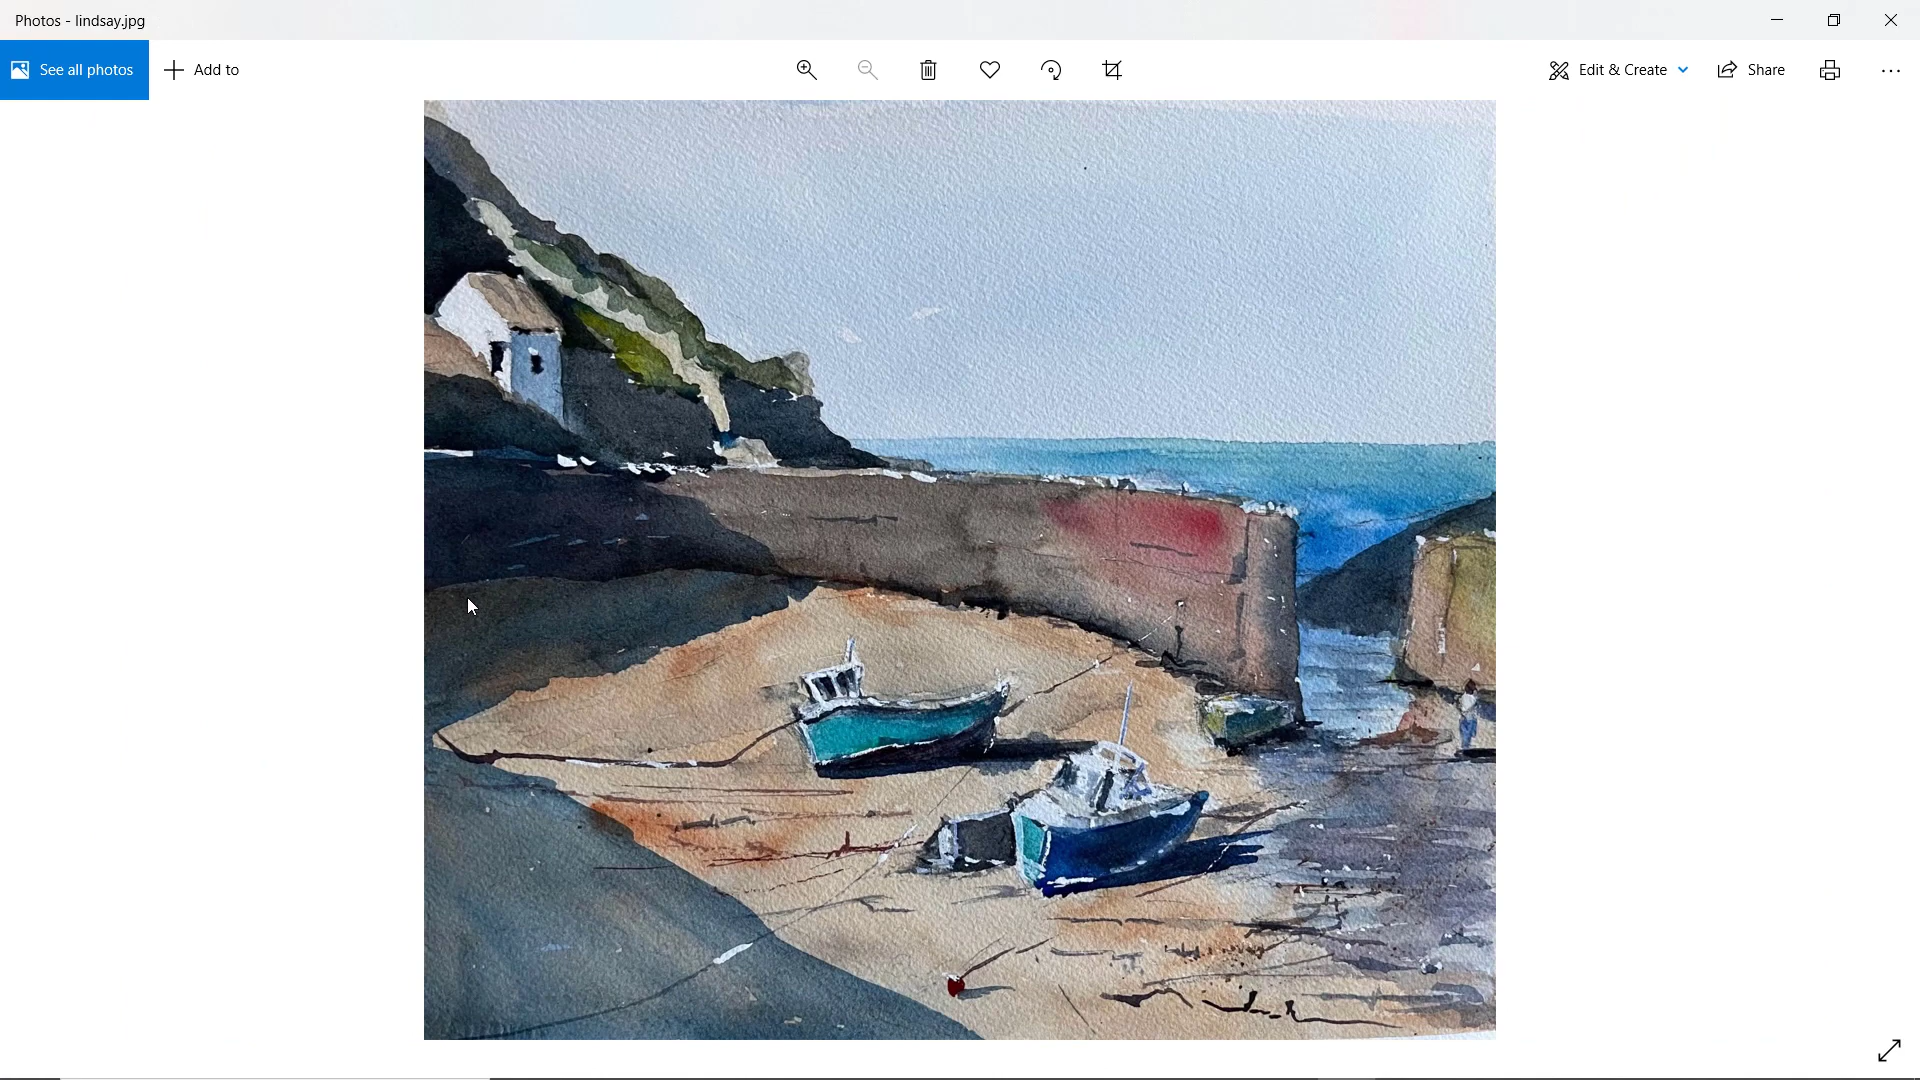 Photos - lindsay.jpg
See all photos
Add to
Edit & Create
Share